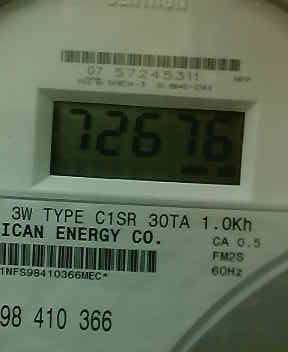 07 57245311
72676
3W TYPE C1SR 30TA 1.0Kh
ICAN ENERGY CO.
CA 0.5
FM2S
60Hz
1NFS98410366MEC*
98 410 366